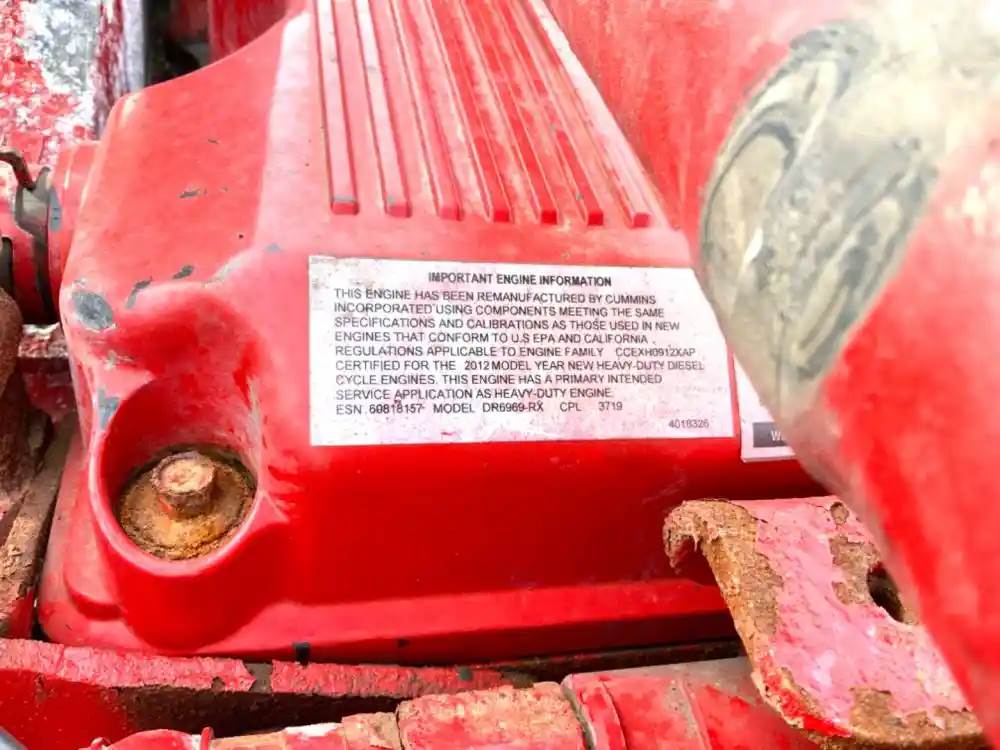 IMPORTANT ENGINE INFORMATION
THIS ENGINE HAS BEEN REMANUFACTURED BY CUMMINS
INCORPORATED USING COMPONENTS MEETING THE SAME
SPECIFICATIONS AND CALIBRATIONS AS THOSE USED IN NEW
ENGINES THAT CONFORM TO U.S EPA AND CALIFORNIA
REGULATIONS APPLICABLE TO ENGINE FAMILY CCEXH0912XAP
CERTIFIED FOR THE 2012 MODEL YEAR NEW HEAVY-DUTY DIESEL
CYCLE ENGINES. THIS ENGINE HAS A PRIMARY INTENDED
SERVICE APPLICATION AS HEAVY-DUTY ENGINE.
ESN 60818157 MODEL DR6969-RX CPL 3719
4018326